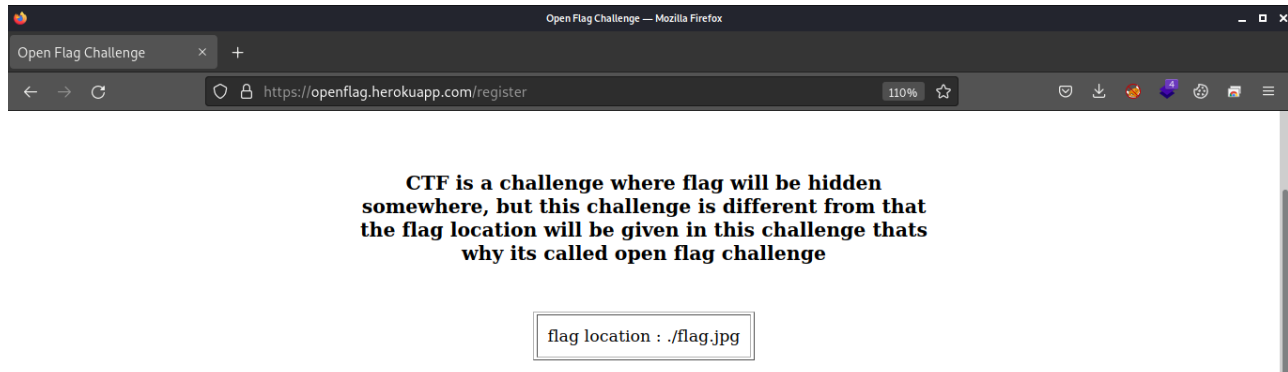 Open Flag Challenge — Mozilla Firefox
Open Flag Challenge
https://openflag.herokuapp.com/register
110%
4
CTF is a challenge where flag will be hidden
somewhere, but this challenge is different from that
the flag location will be given in this challenge thats
why its called open flag challenge
flag location : ./flag.jpg